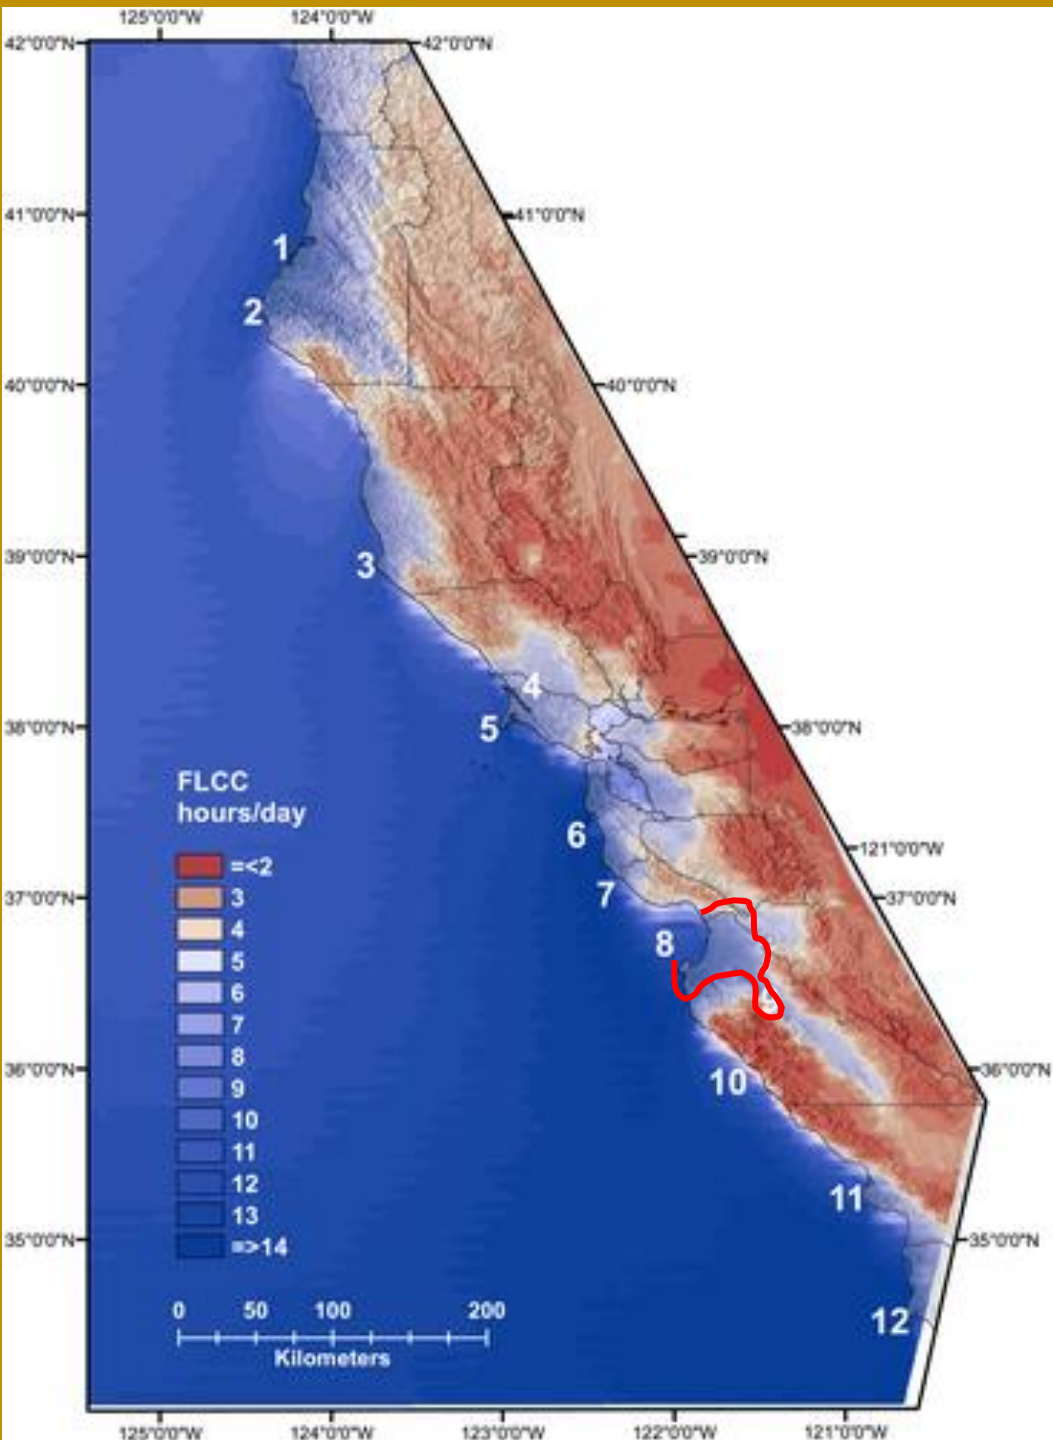 125°0'0"W 124°0'0"W
42°0'0"N 42°0'0"N
41°0'0"N 41°0'0"N
1
2
40°0'0"N 40°0'0"N
39°0'0"N 39°0'0"N
3
4
38°0'0"N 38°0'0"N
5
FLCC
hours/day
6
121°0'0"W
=<2
37°0'0"N 3 37°0'0"N
7
4
8
5
6
7
8
36°0'0"N 36°0'0"N
9
10
10
11
12
11
13
35°0'0"N 35°0'0"N
=>14
0 50 100 200
12
Kilometers
125°0'0"W 124°0'0"W 123°0'0"W 122°0'0"W 121°0'0"W